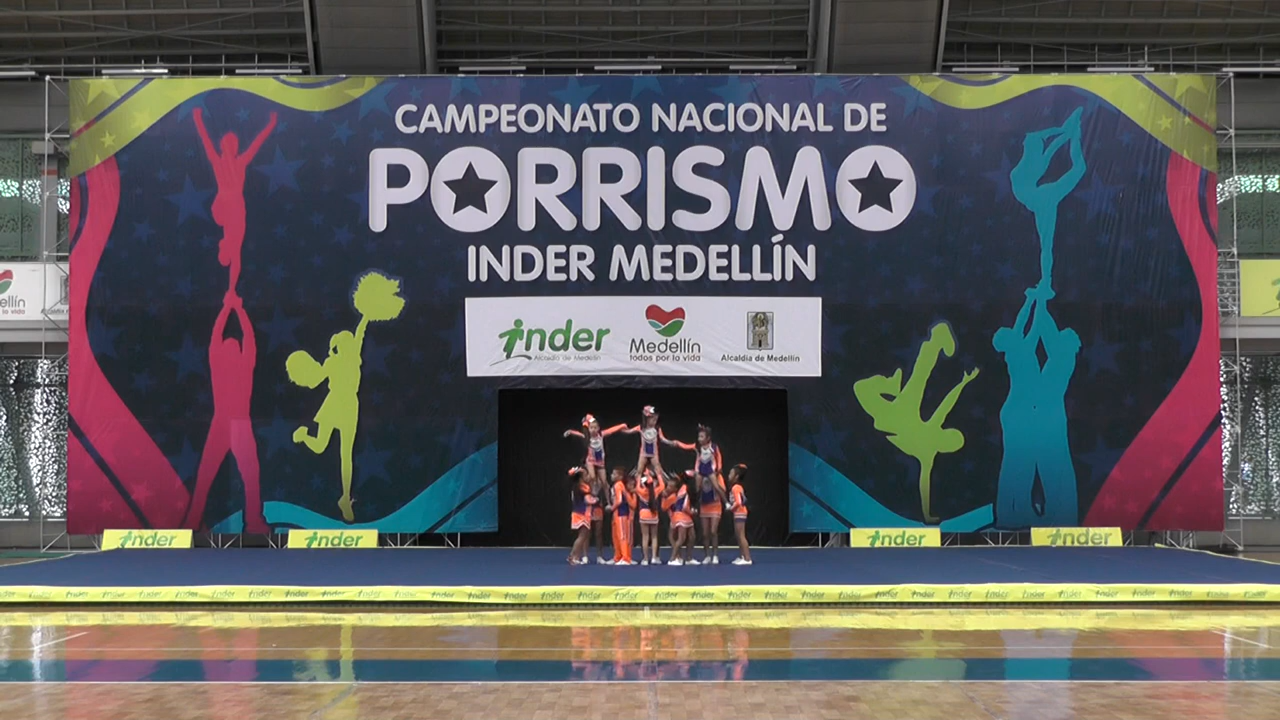 CAMPEONATO NACIONAL DE
PORRISMO
INDER MEDELLÍN
inder
Alcaldía de Medellín
Medellín
todos por la vida
Alcaldía de Medellín
inder
inder
inder
inder